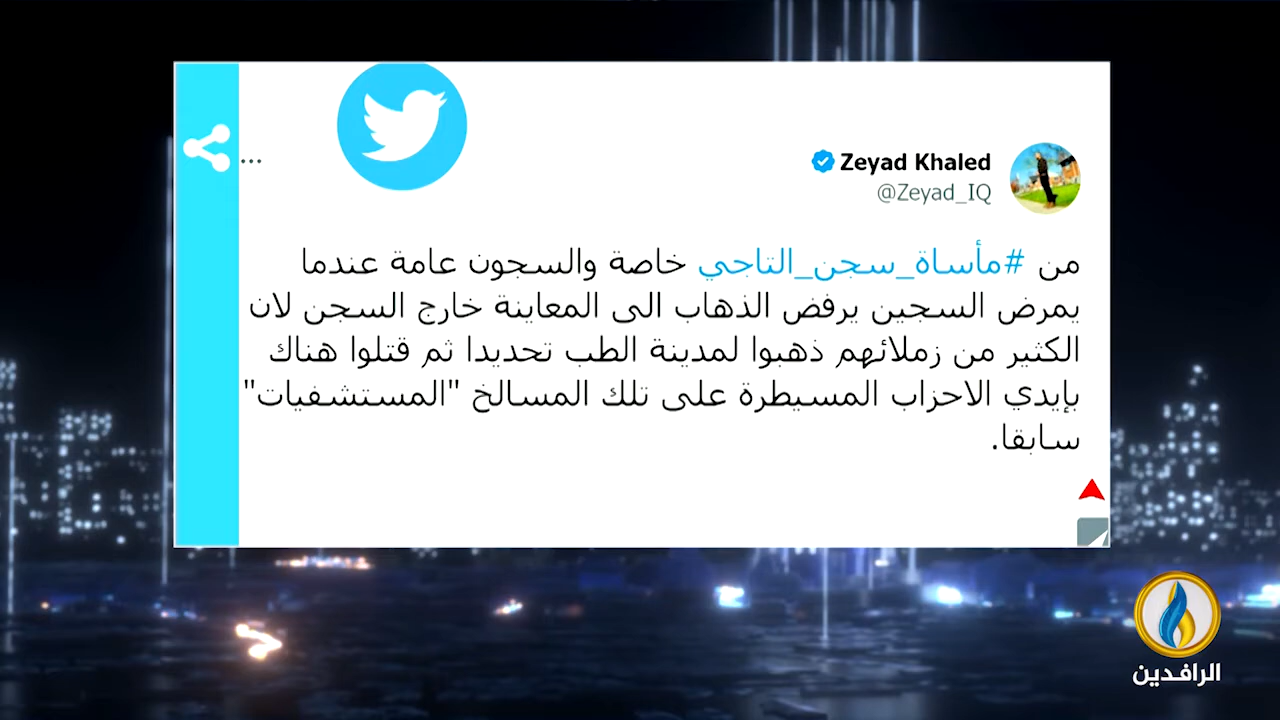 ...
Zeyad Khaled
@Zeyad_IQ
من #مأساة_سجن_التاجي خاصة والسجون عامة عندما
يمرض السجين يرفض الذهاب الى المعاينة خارج السجن لان
الكثير من زملائهم ذهبوا لمدينة الطب تحديدا ثم قتلوا هناك
بإيدي الاحزاب المسيطرة على تلك المسالخ "المستشفيات"
سابقا.
الرافدين